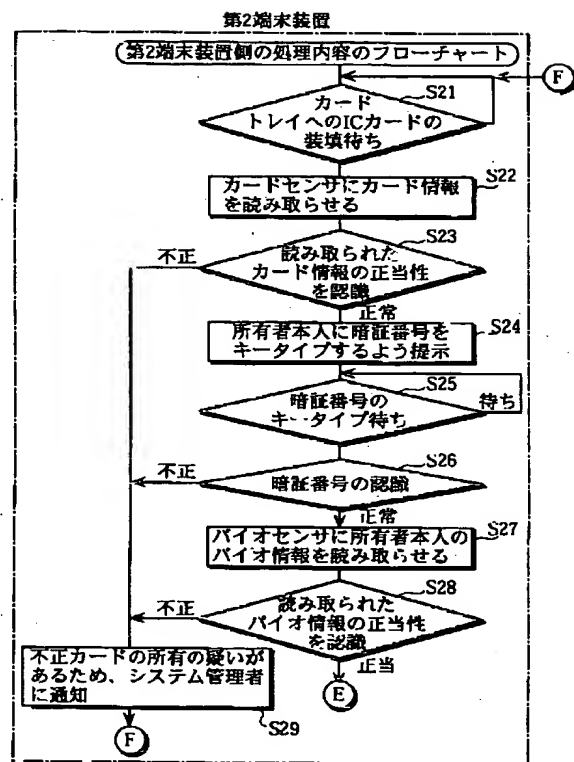 第2端末装置
第2端末装置側の処理内容のフローチャート
F
S21
カード
トレイへのICカードの
装填待ち
S22
カードセンサにカード情報
を読み取らせる
S23
不正
読み取られた
カード情報の正当性
を認識
正常
S24
所有者本人に暗証番号を
キータイプするよう提示
S25
暗証番号の
キータイプ待ち
待ち
S26
不正
暗証番号の認識
正常
S27
バイオセンサに所有者本人の
バイオ情報を読み取らせる
S28
不正
読み取られた
バイオ情報の正当性
を認識
正当
不正カードの所有の疑いが
あるため、システム管理者
に通知
S29
E
F